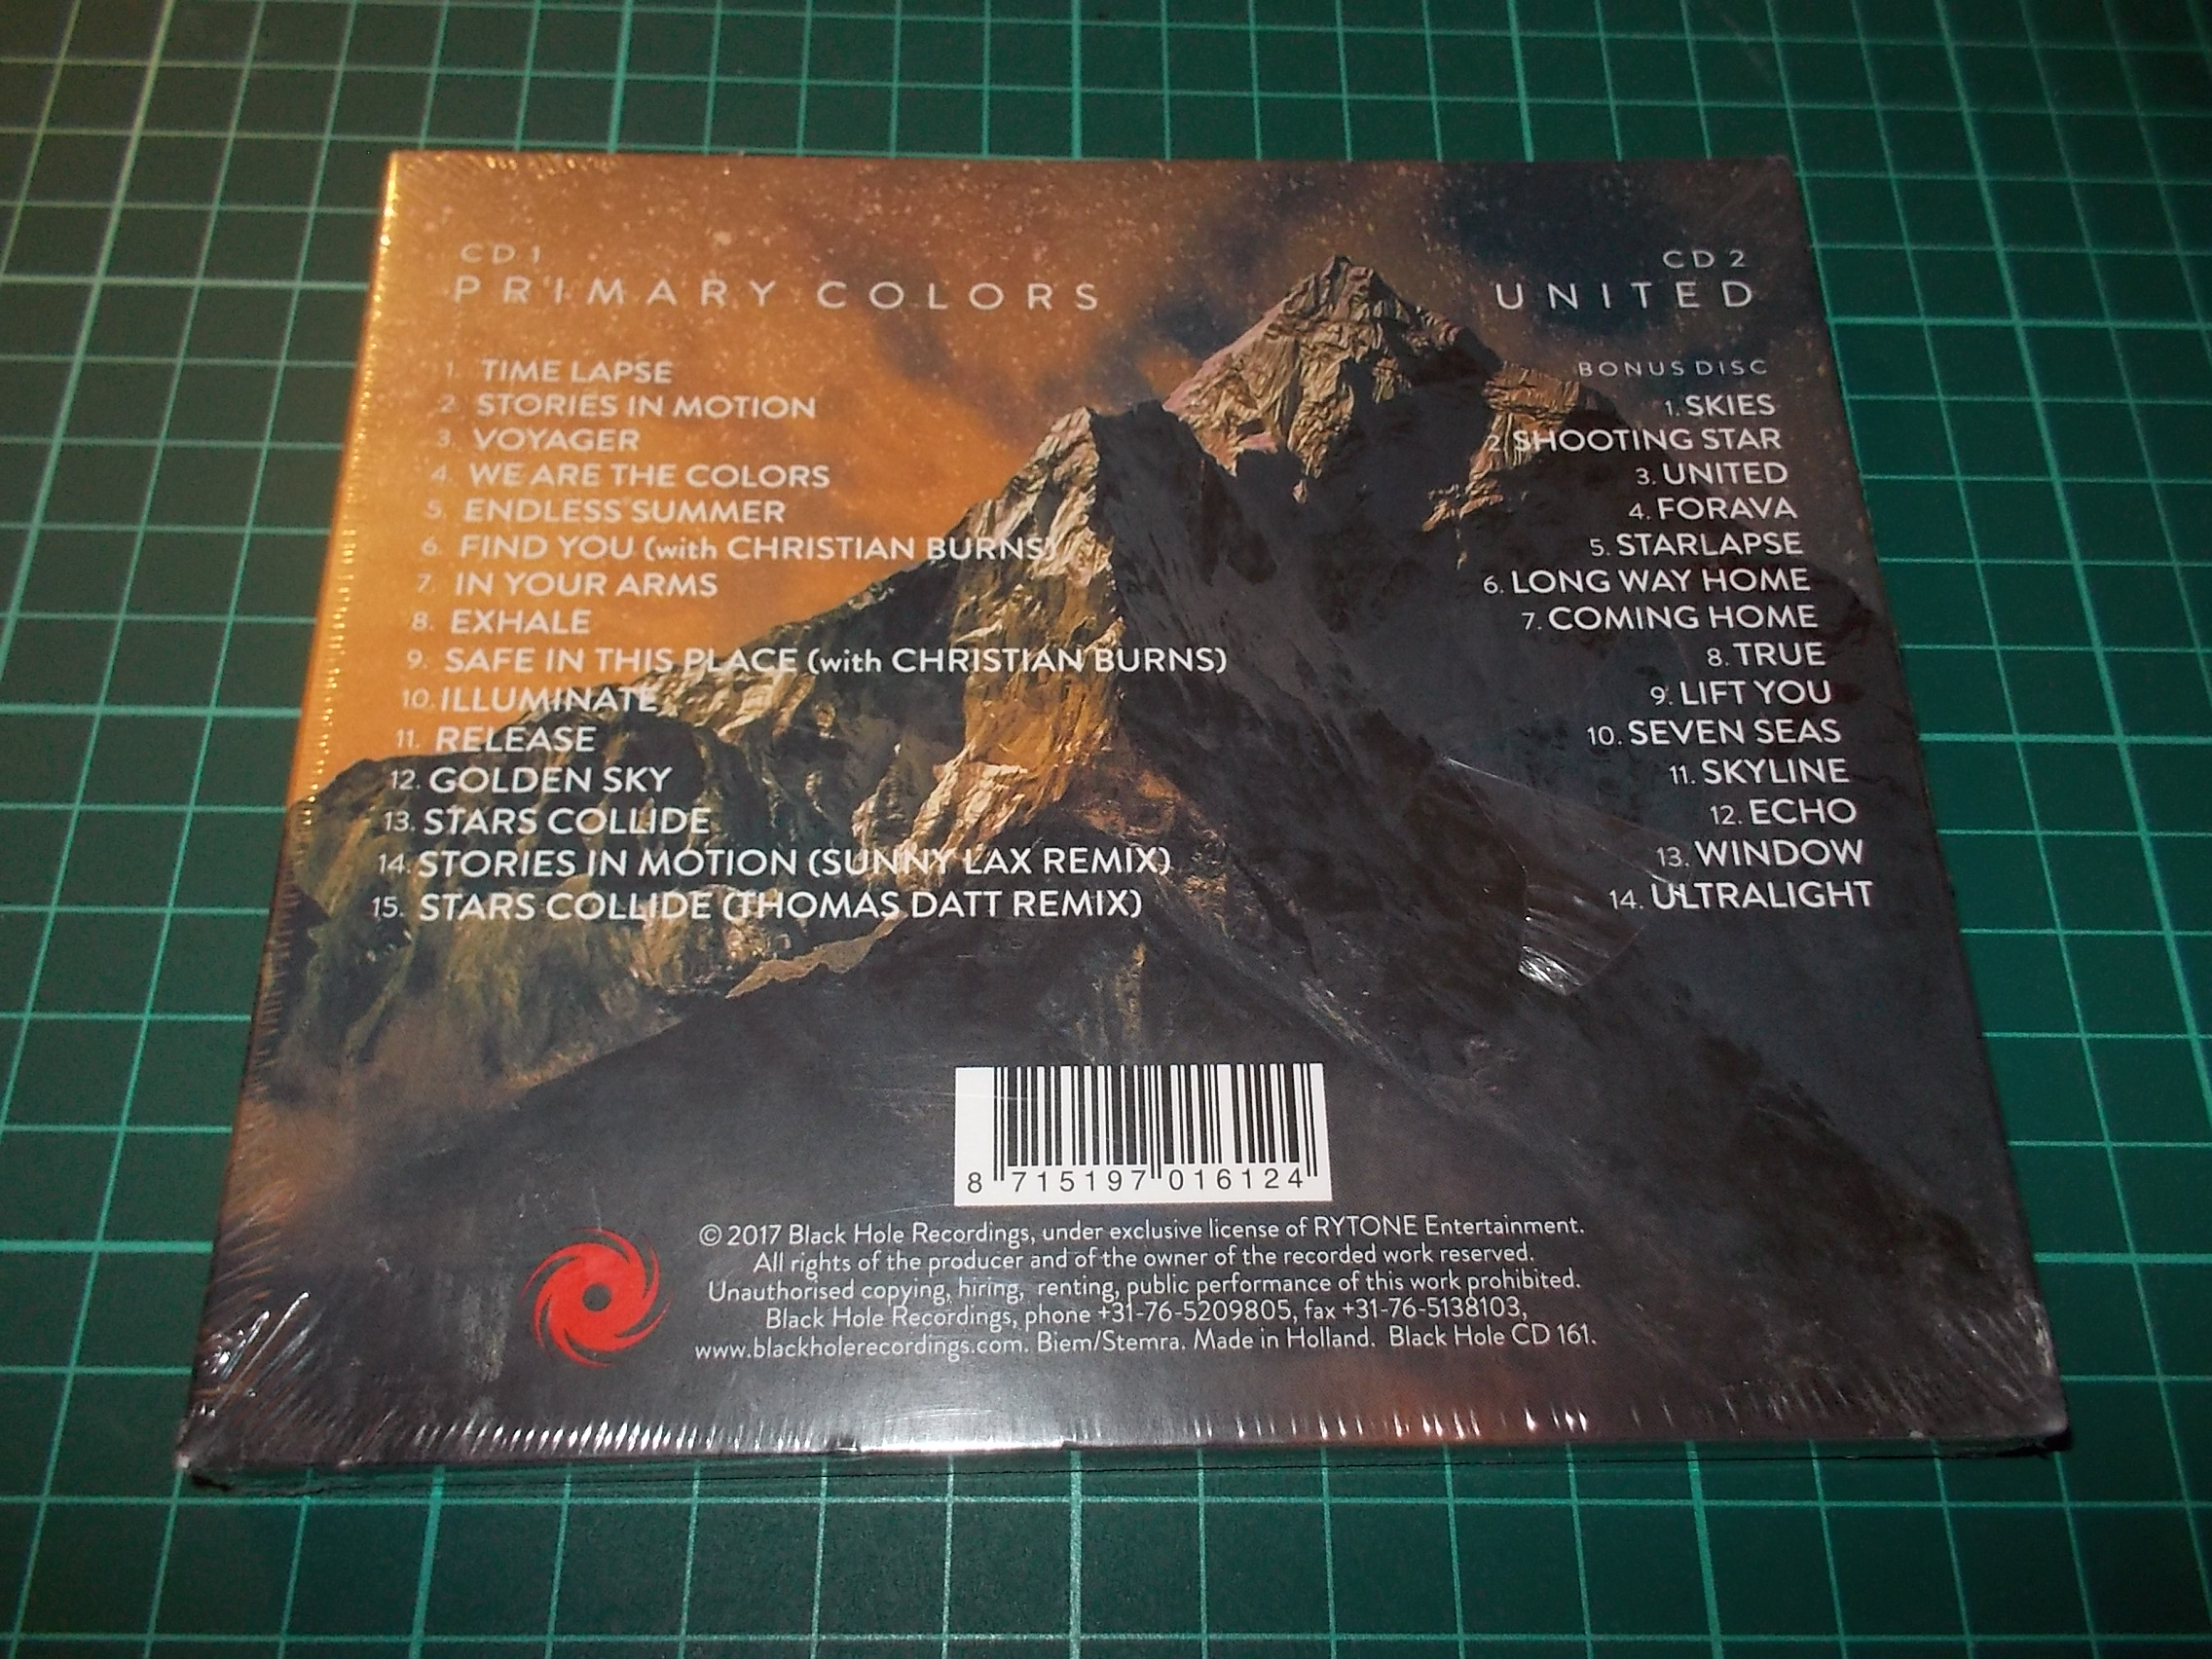 CD 1
PRIMARY COLORS
1. TIME LAPSE
2. STORIES IN MOTION
3. VOYAGER
4. WE ARE THE COLORS
5. ENDLESS SUMMER
6. FIND YOU (with CHRISTIAN BURNS)
7. IN YOUR ARMS
8. EXHALE
9. SAFE IN THIS PLACE (with CHRISTIAN BURNS)
10. ILLUMINATE
11. RELEASE
12. GOLDEN SKY
13. STARS COLLIDE
14. STORIES IN MOTION (SUNNY LAX REMIX)
15. STARS COLLIDE (THOMAS DATT REMIX)
CD 2
UNITED
BONUS DISC
1. SKIES
2. SHOOTING STAR
3. UNITED
4. FORAVA
5. STARLAPSE
6. LONG WAY HOME
7. COMING HOME
8. TRUE
9. LIFT YOU
10. SEVEN SEAS
11. SKYLINE
12. ECHO
13. WINDOW
14. ULTRALIGHT
8 715197 016124
© 2017 Black Hole Recordings, under exclusive license of RYTONE Entertainment.
All rights of the producer and of the owner of the recorded work reserved.
Unauthorised copying, hiring, renting, public performance of this work prohibited.
Black Hole Recordings, phone +31-76-5209805, fax +31-76-5138103,
www.blackholerecordings.com. Biem/Stemra. Made in Holland. Black Hole CD 161.